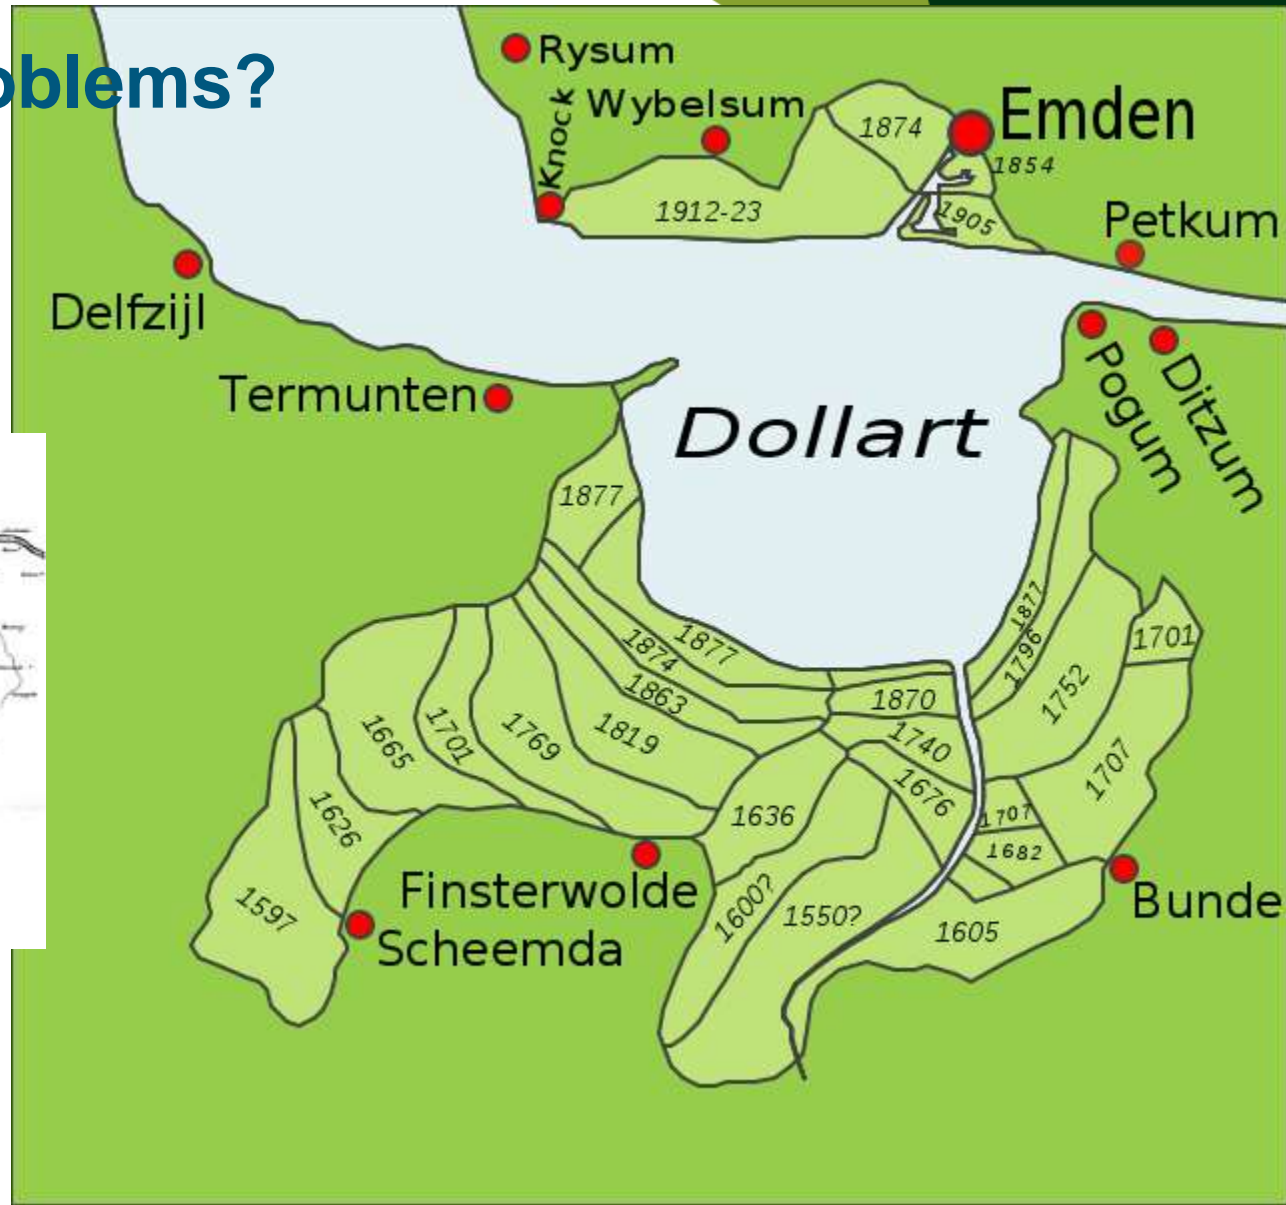 oblems?
Rysum
Knock
Wybelsum
Emden
1874
1854
1912-23
1905
Petkum
Delfzijl
Termunten
Dollart
Pogum
Ditzum
1877
1877
1874
1863
1819
1769
1701
1665
1626
1597
1877
1796
1752
1701
1870
1740
1676
1707
1707
1682
1636
1600?
1550?
1605
Finsterwolde
Scheemda
Bunde